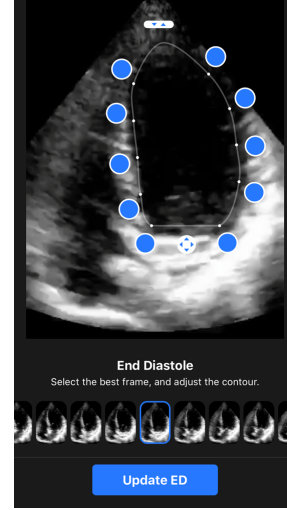 End Diastole
Select the best frame, and adjust the contour.
Update ED